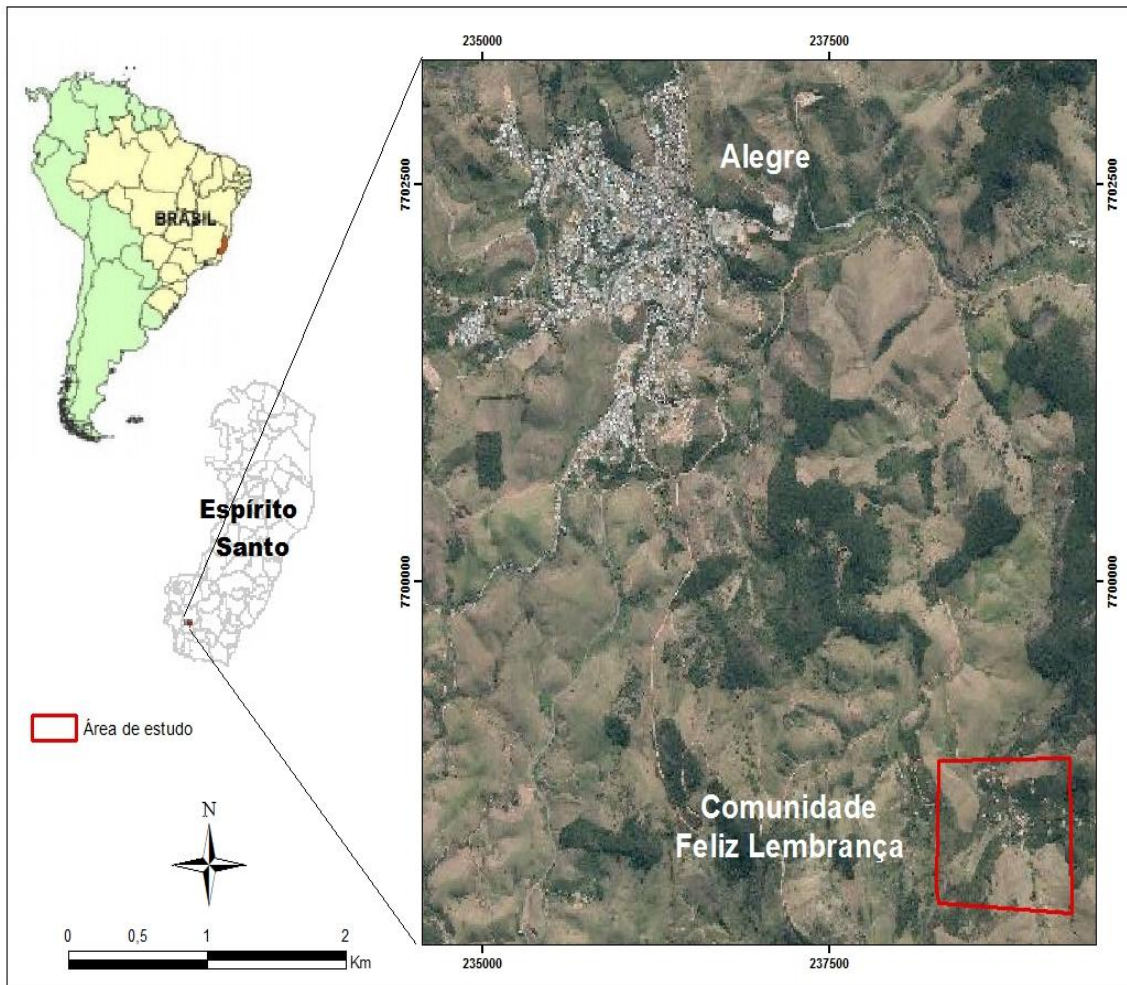 235000
237500
BRASIL
Alegre
7702500
7702500
Espírito
Santo
7700000
7700000
Área de estudo
Comunidade
Feliz Lembrança
N
0 0,5 1 2
Km
235000
237500